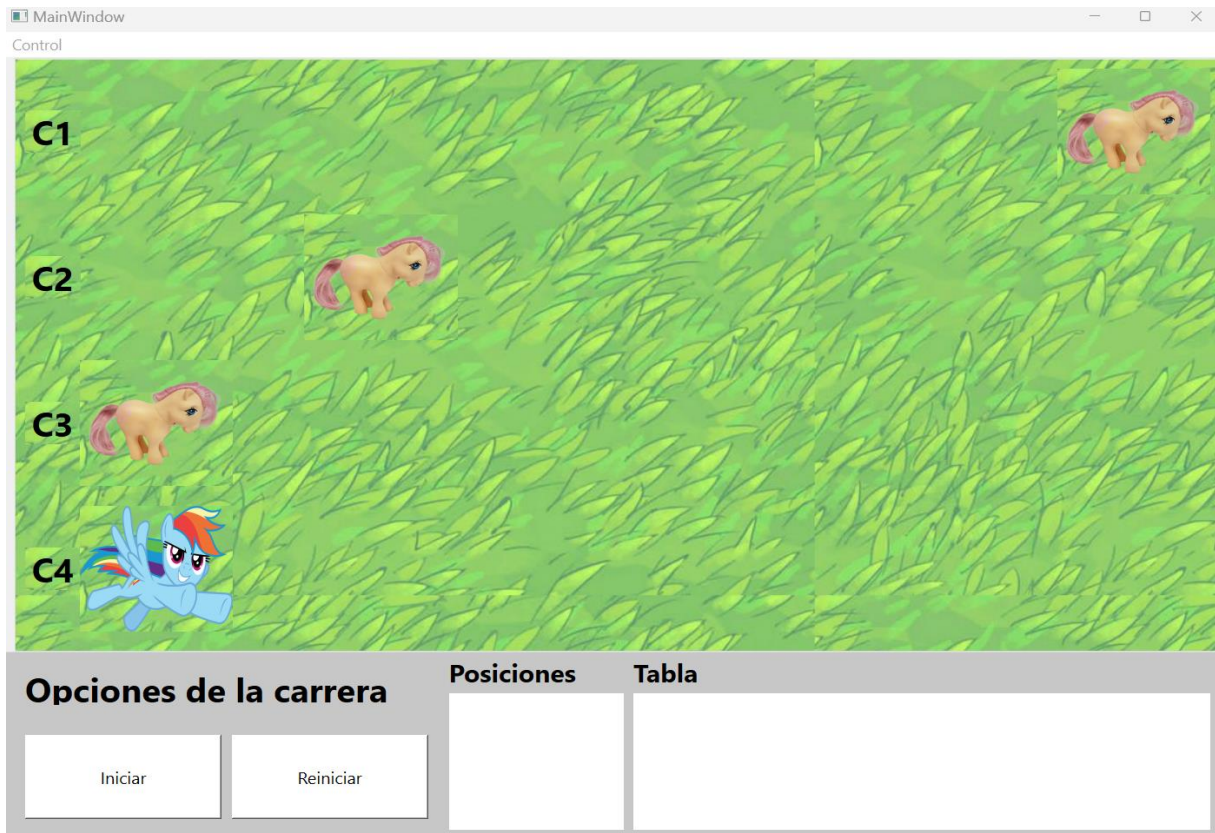 MainWindow
Control
C1
C2
C3
C4
Opciones de la carrera
Posiciones
Tabla
Iniciar
Reiniciar